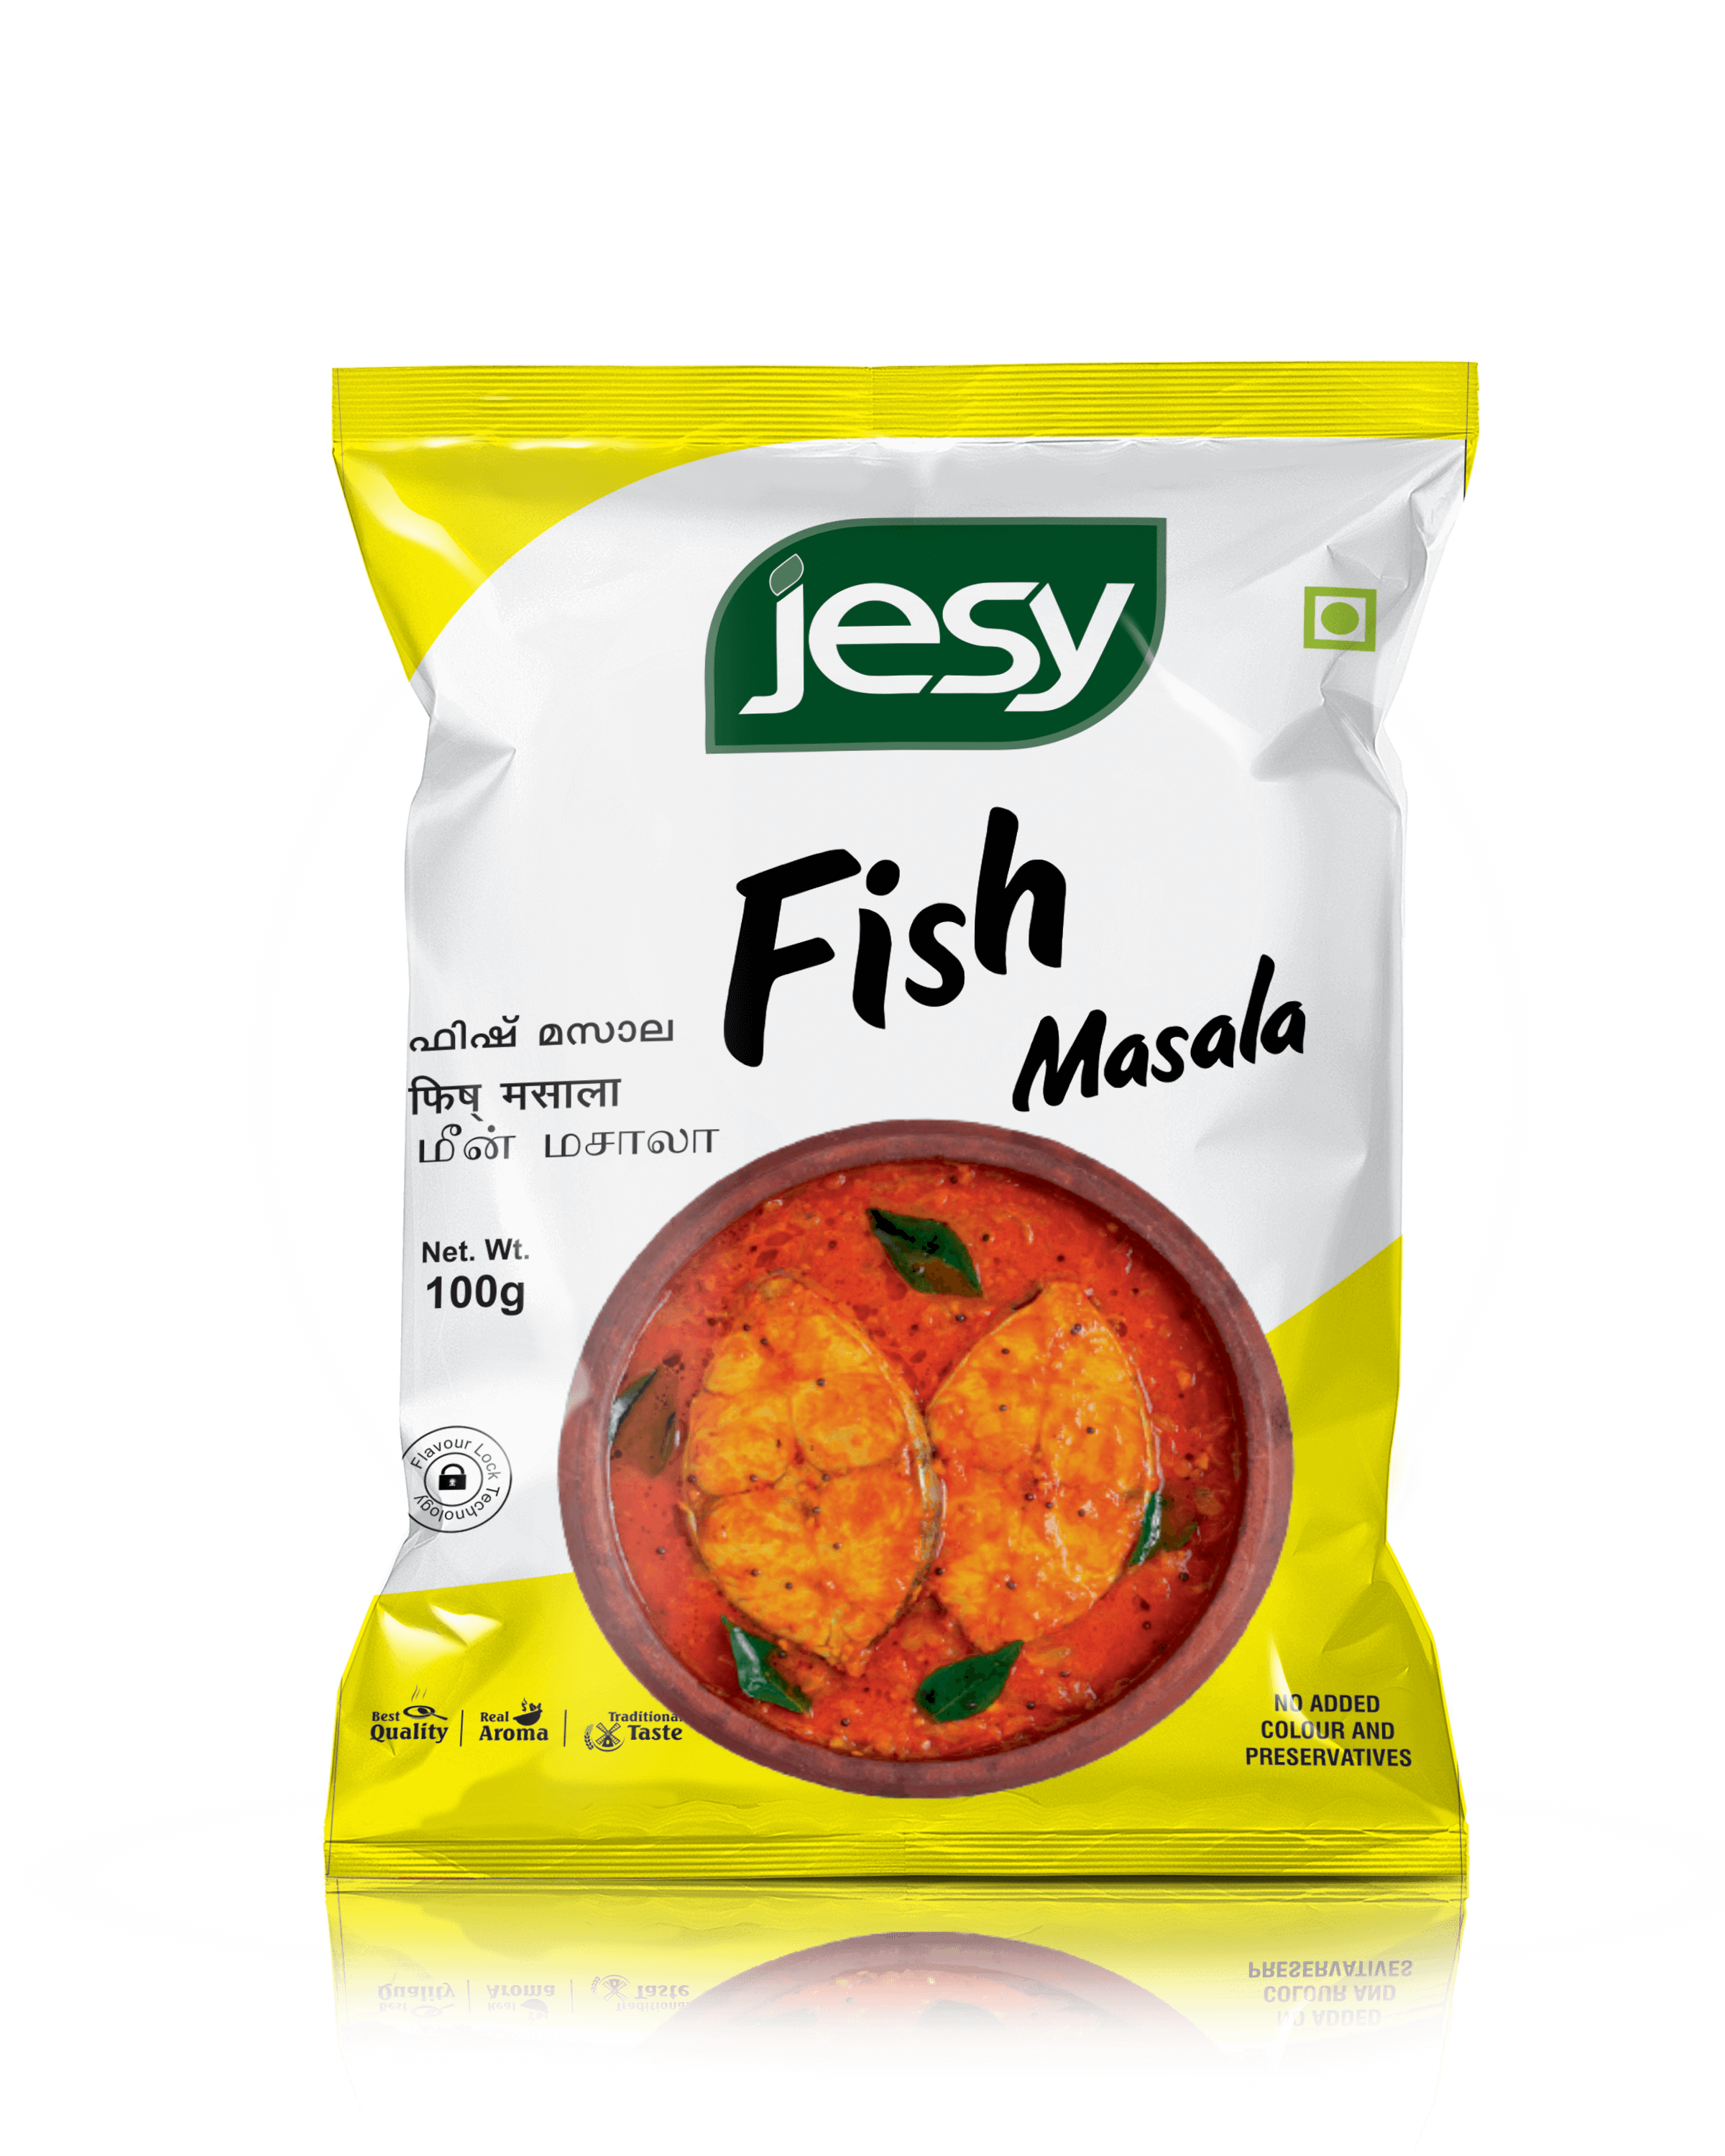 jesy
Fish
Masala
ഫിഷ് മസാല
फिष् मसाला
மீன் மசாலா
Net. Wt.
100g
Flavour Lock Technology
Best Quality
Real Aroma
Traditional Taste
NO ADDED
COLOUR AND
PRESERVATIVES